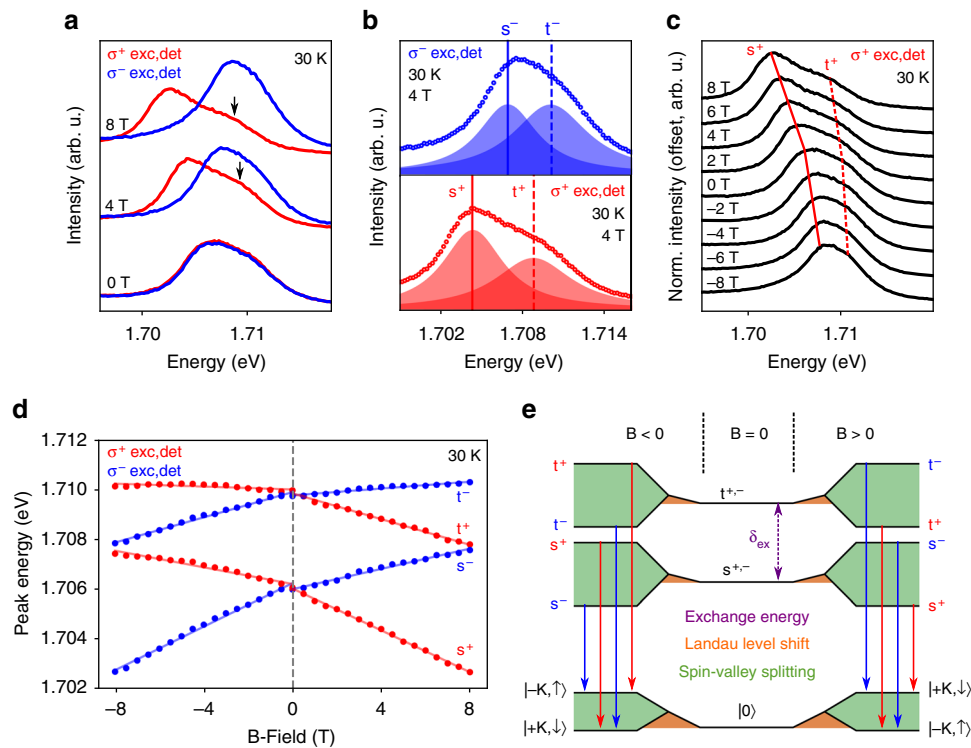 a
σ⁺ exc,det
σ⁻ exc,det
30 K
8 T
4 T
0 T
Intensity (arb. u.)
1.70
1.71
Energy (eV)
b
s⁻
t⁻
σ⁻ exc,det
30 K
4 T
s⁺
t⁺
σ⁺ exc,det
30 K
4 T
Intensity (arb. u.)
1.702
1.708
1.714
Energy (eV)
c
s⁺
t⁺
σ⁺ exc,det
30 K
8 T
6 T
4 T
2 T
0 T
−2 T
−4 T
−6 T
−8 T
Norm. intensity (offset, arb. u.)
1.70
1.71
Energy (eV)
d
σ⁺ exc,det
σ⁻ exc,det
30 K
1.712
1.710
1.708
1.706
1.704
1.702
Peak energy (eV)
t⁻
t⁺
s⁻
s⁺
−8
−4
0
4
8
B-Field (T)
e
B < 0
B = 0
B > 0
t⁺
t⁻
t⁺,⁻
t⁻
t⁺
δex
s⁺
s⁻
s⁺,⁻
s⁻
s⁺
Exchange energy
Landau level shift
Spin-valley splitting
|−K,↑⟩
|+K,↓⟩
|0⟩
|+K,↓⟩
|−K,↑⟩